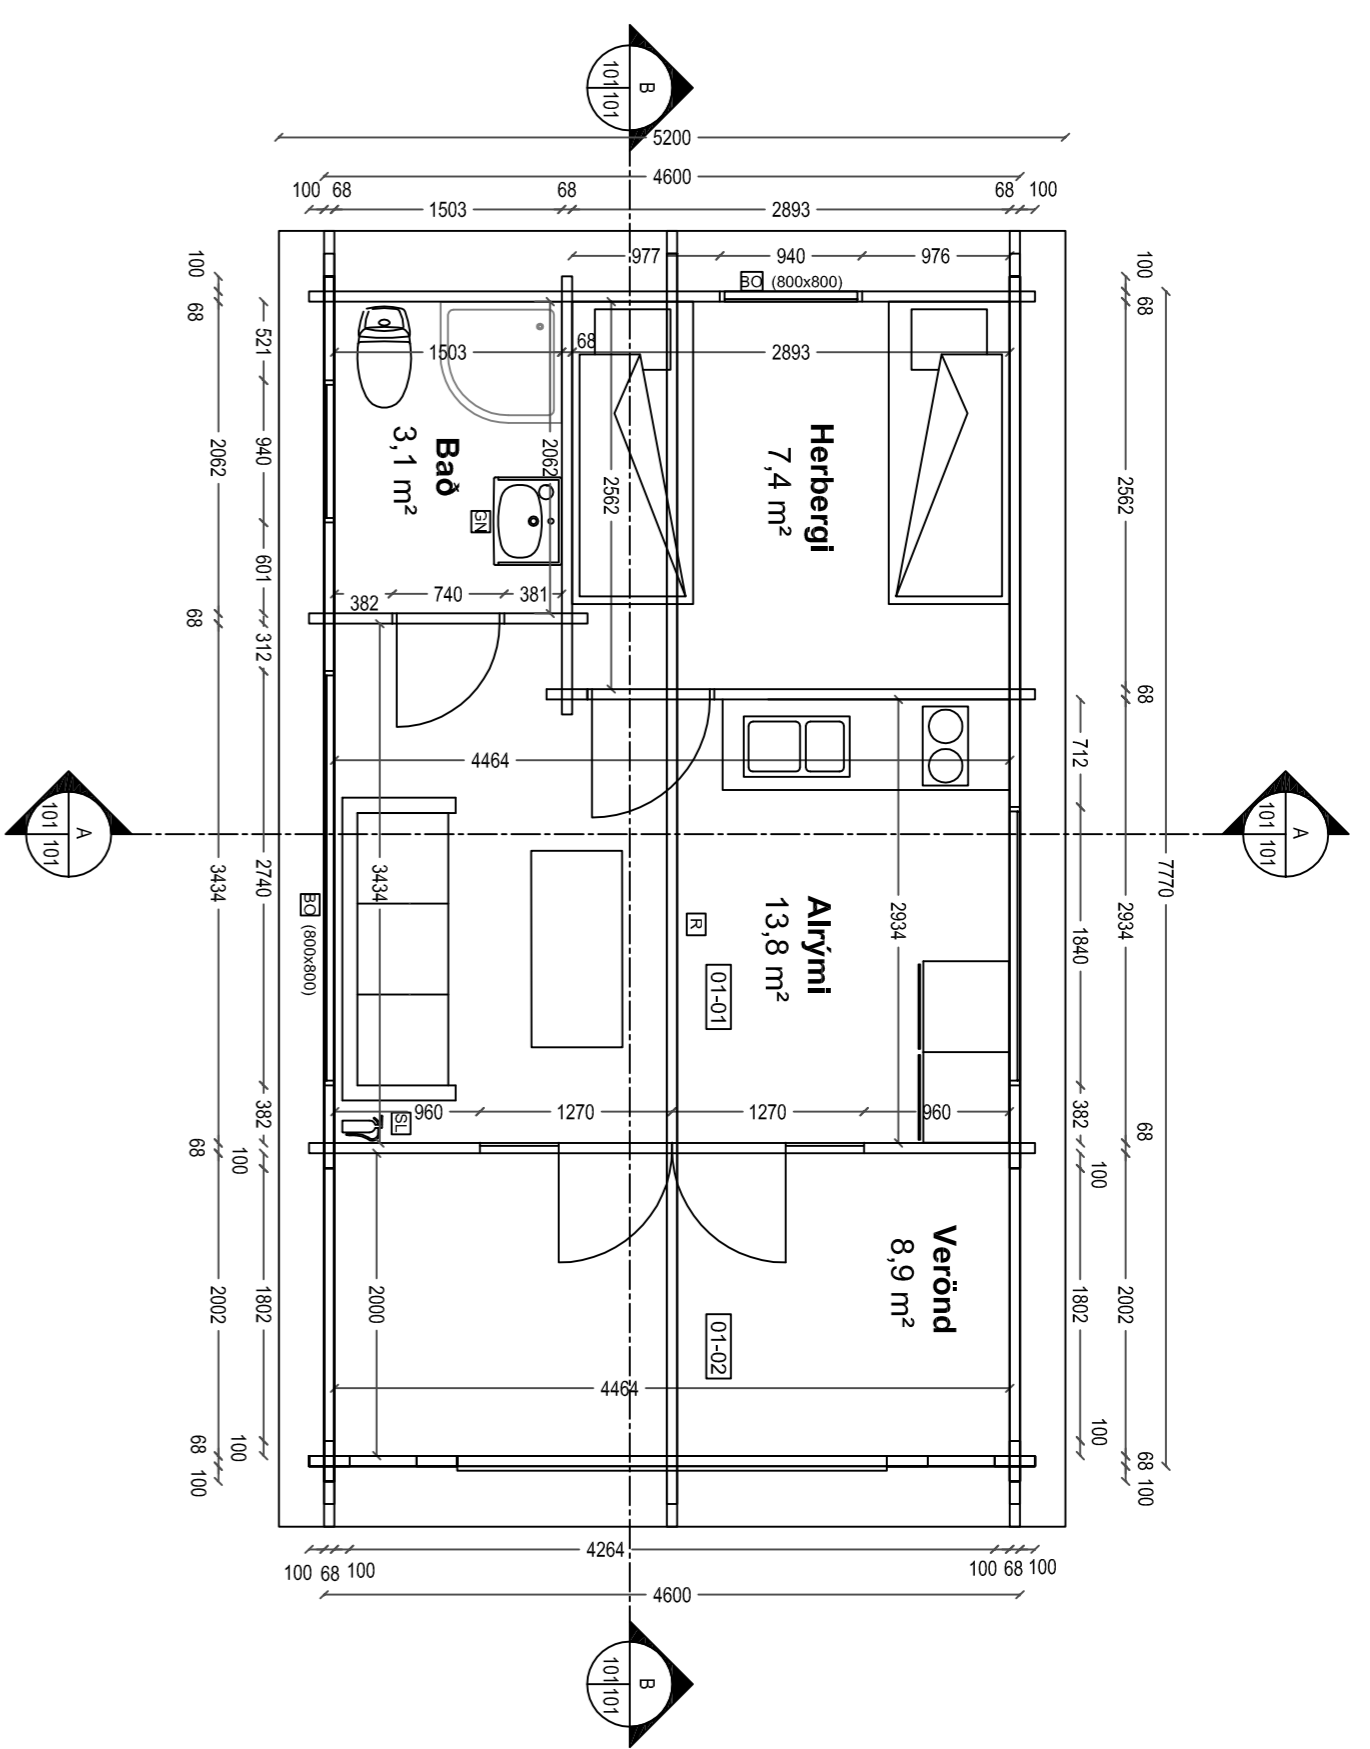 B
101 101
5200
4600
100 68 68 68 100
1503 2893
977 940 976
BO (800x800)
1503 68 2893
Herbergi
7,4 m²
Bað
3,1 m²
GN
2062
2562
382 740 381
4464
3434
2934
Alrými
13,8 m²
R
01-01
BO (800x800)
SL
960 1270 1270 960
Verönd
8,9 m²
01-02
2000
4464
100 68 2062 68 3434 68 2002 68 100
521 940 601 312 2740 382 100 1802 100
A
101 101
712 1840 382 100 1802 100
100 68 2562 68 2934 68 2002 68 100
7770
A
101 101
4264
100 68 100 100 68 100
4600
B
101 101